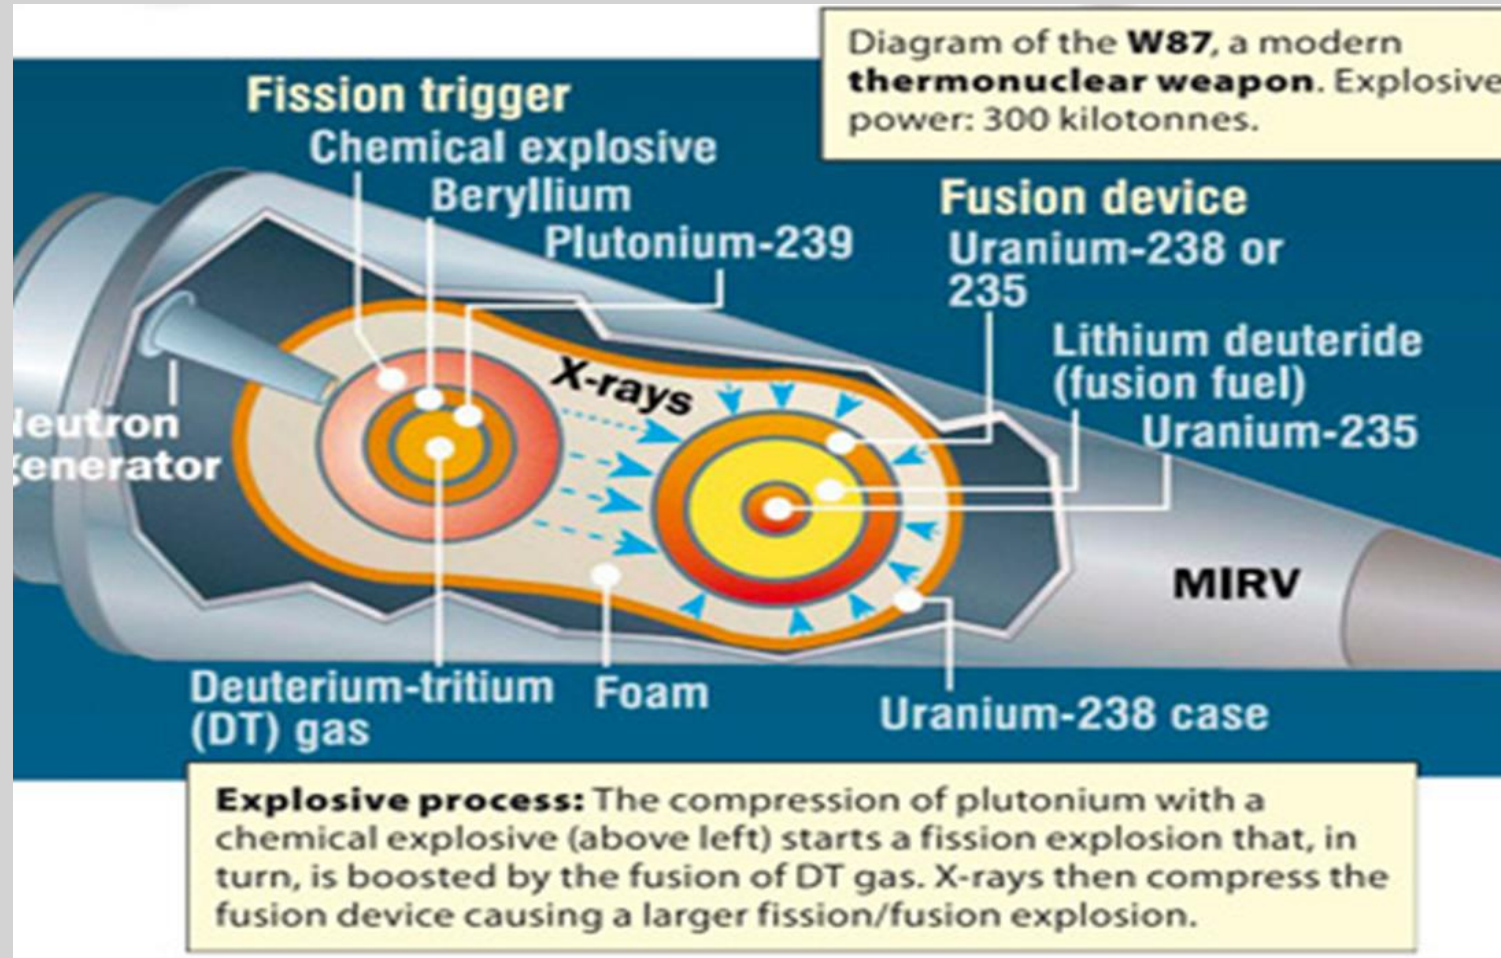 Diagram of the W87, a modern
thermonuclear weapon. Explosive
power: 300 kilotonnes.
Fission trigger
Chemical explosive
Beryllium
Plutonium-239
Fusion device
Uranium-238 or
235
Lithium deuteride
(fusion fuel)
Uranium-235
X-rays
eutron
enerator
MIRV
Deuterium-tritium
(DT) gas
Foam
Uranium-238 case
Explosive process: The compression of plutonium with a
chemical explosive (above left) starts a fission explosion that, in
turn, is boosted by the fusion of DT gas. X-rays then compress the
fusion device causing a larger fission/fusion explosion.